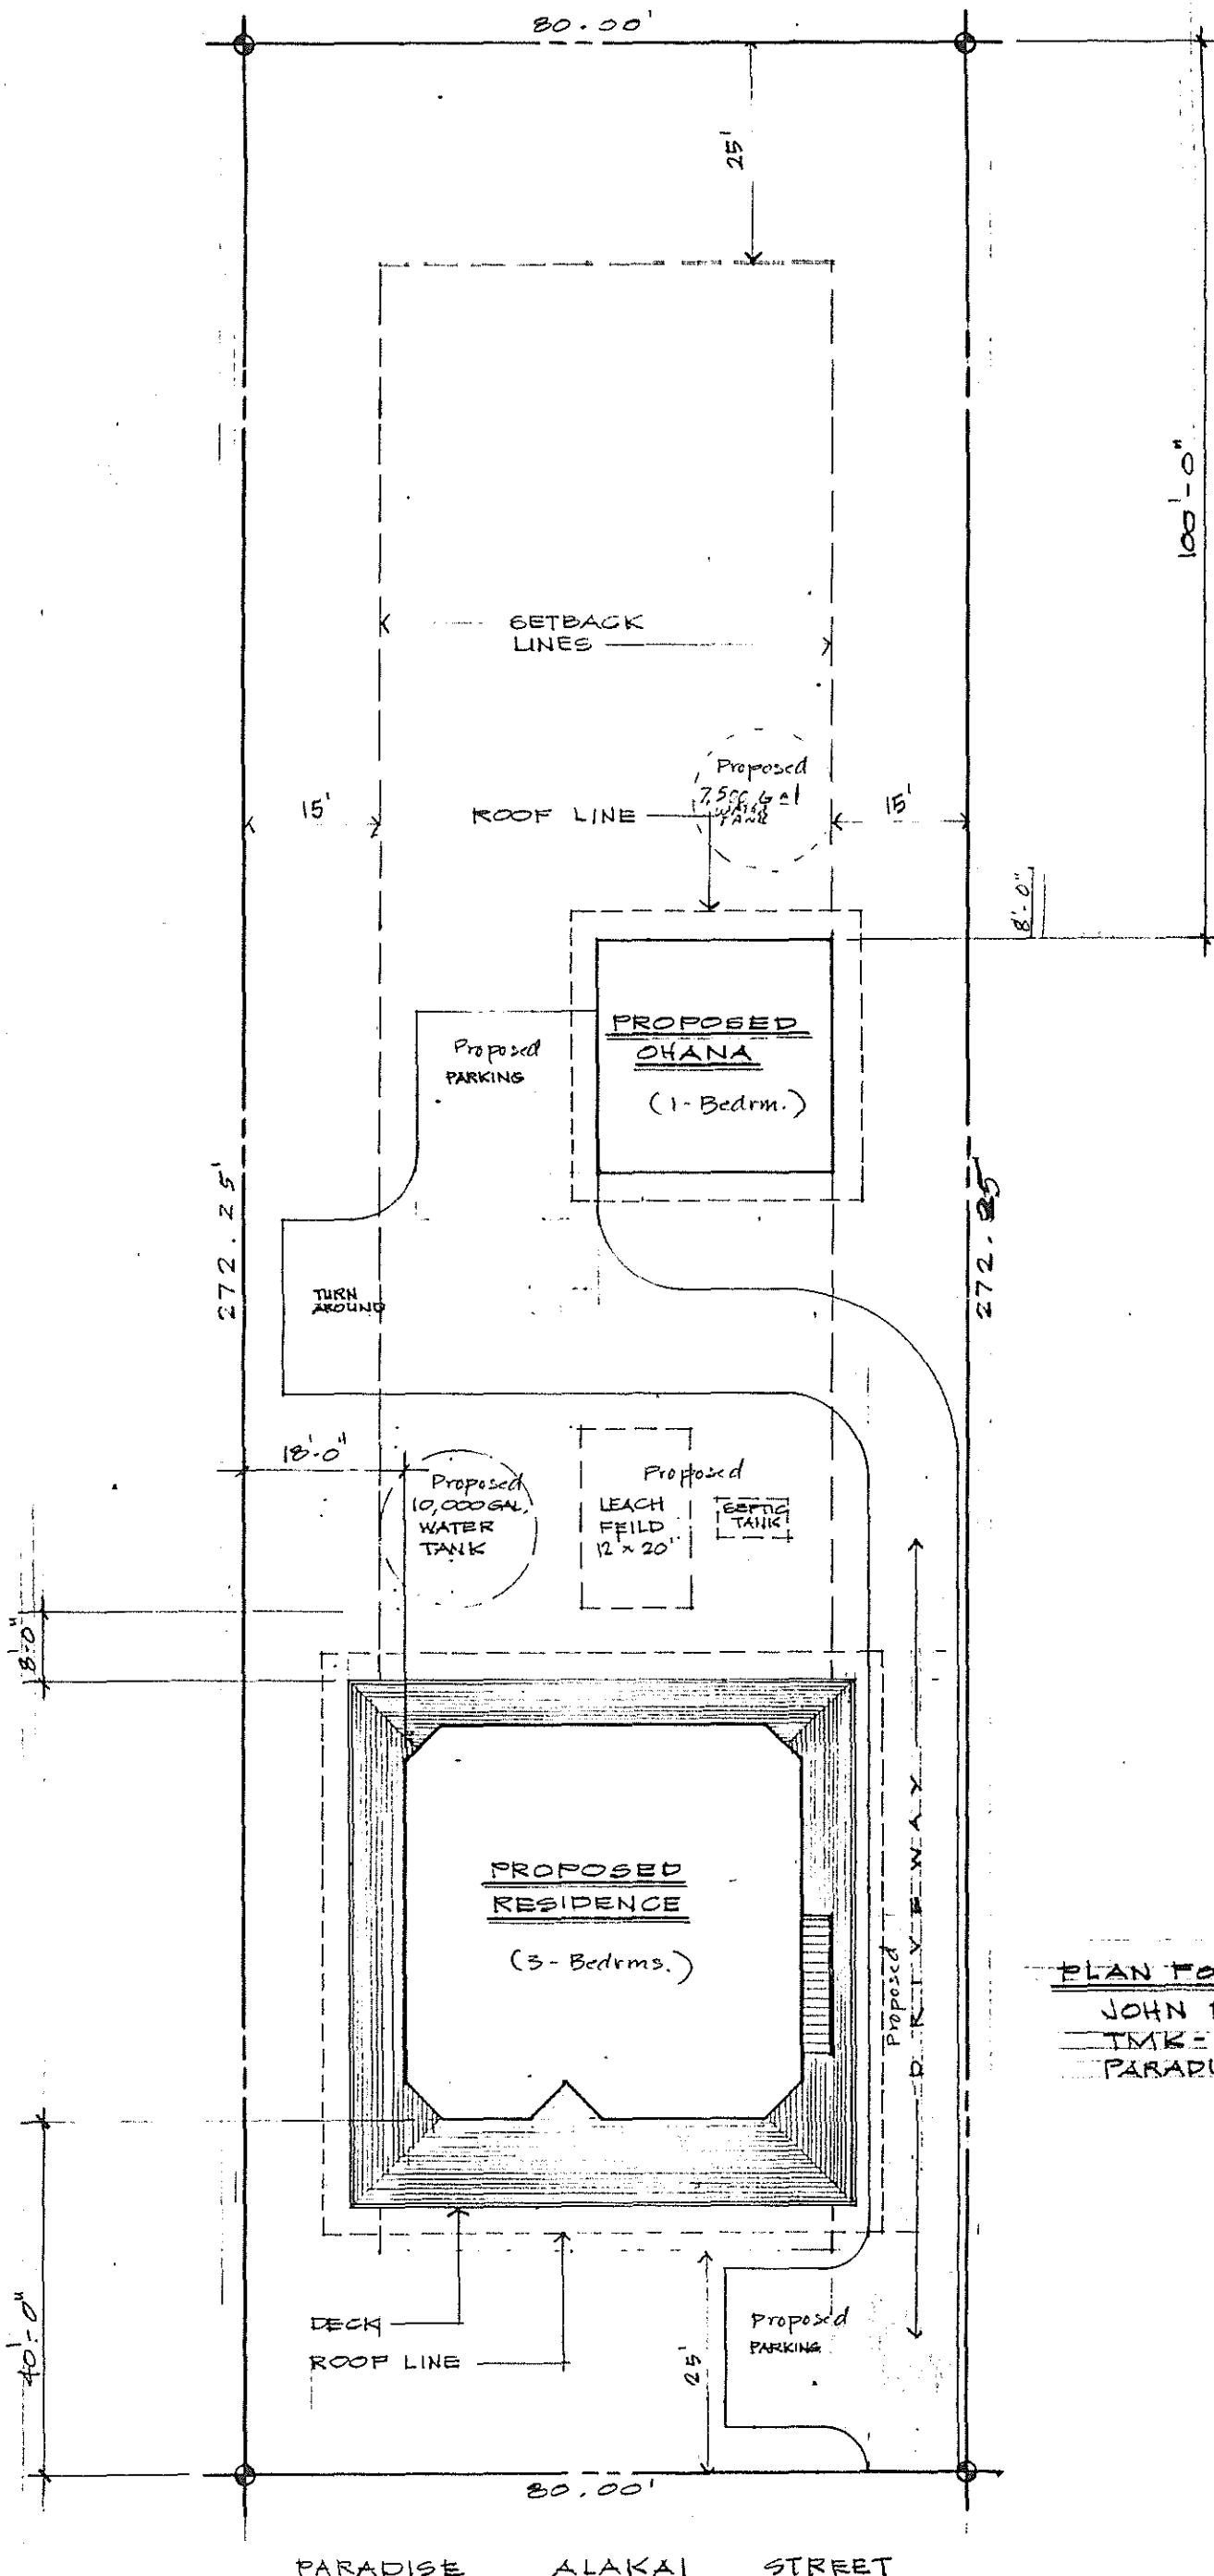 80.00'
25'
100'-0"
SETBACK
LINES
Proposed
7,500 Gal
WATER
TANK
15'
ROOF LINE
15'
8'-0"
PROPOSED
OHANA
(1-Bedrm.)
Proposed
PARKING
272.25'
272.25
TURN
AROUND
18'-0"
Proposed
10,000 GAL.
WATER
TANK
Proposed
LEACH
FEILD
12' x 20'
SEPTIC
TANK
8'-0"
PROPOSED
RESIDENCE
(3-Bedrms.)
Proposed
DRIVEWAY
PLAN FO
JOHN
TMK-
PARADI
40'-0"
DECK
ROOF LINE
25'
Proposed
PARKING
80.00'
PARADISE ALAKAI STREET